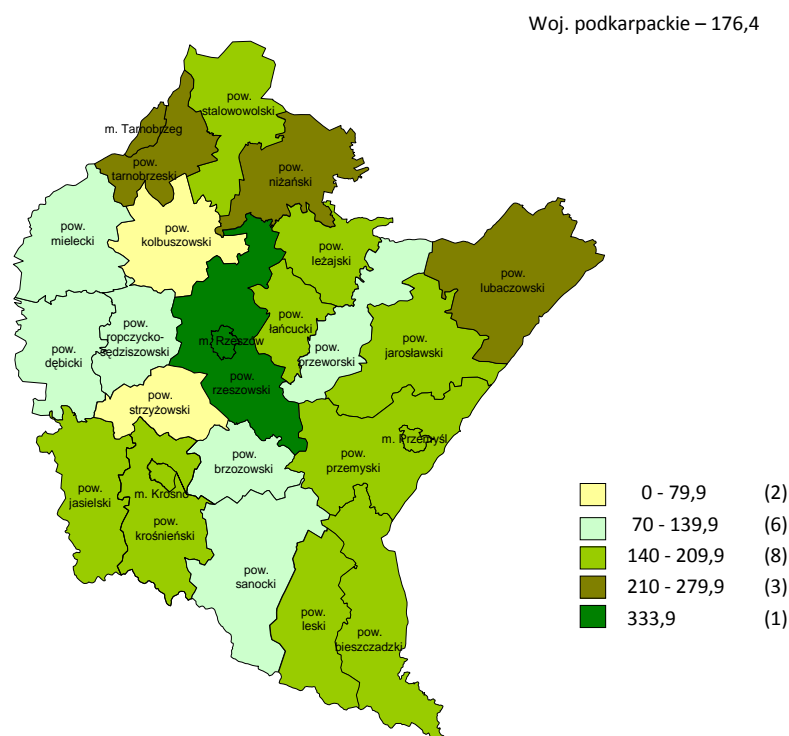 Woj. podkarpackie – 176,4
pow.
stalowowolski
m. Tarnobrzeg
pow.
tarnobrzeski
pow.
niżański
pow.
mielecki
pow.
kolbuszowski
pow.
leżajski
pow.
lubaczowski
pow.
ropczycko-
sędziszowski
pow.
dębicki
m. Rzeszów
pow.
łańcucki
pow.
przeworski
pow.
jarosławski
pow.
rzeszowski
pow.
strzyżowski
pow.
brzozowski
pow.
przemyski
m. Przemyśl
pow.
jasielski
m. Krosno
pow.
krośnieński
pow.
sanocki
pow.
leski
pow.
bieszczadzki
0 - 79,9 (2)
70 - 139,9 (6)
140 - 209,9 (8)
210 - 279,9 (3)
333,9 (1)